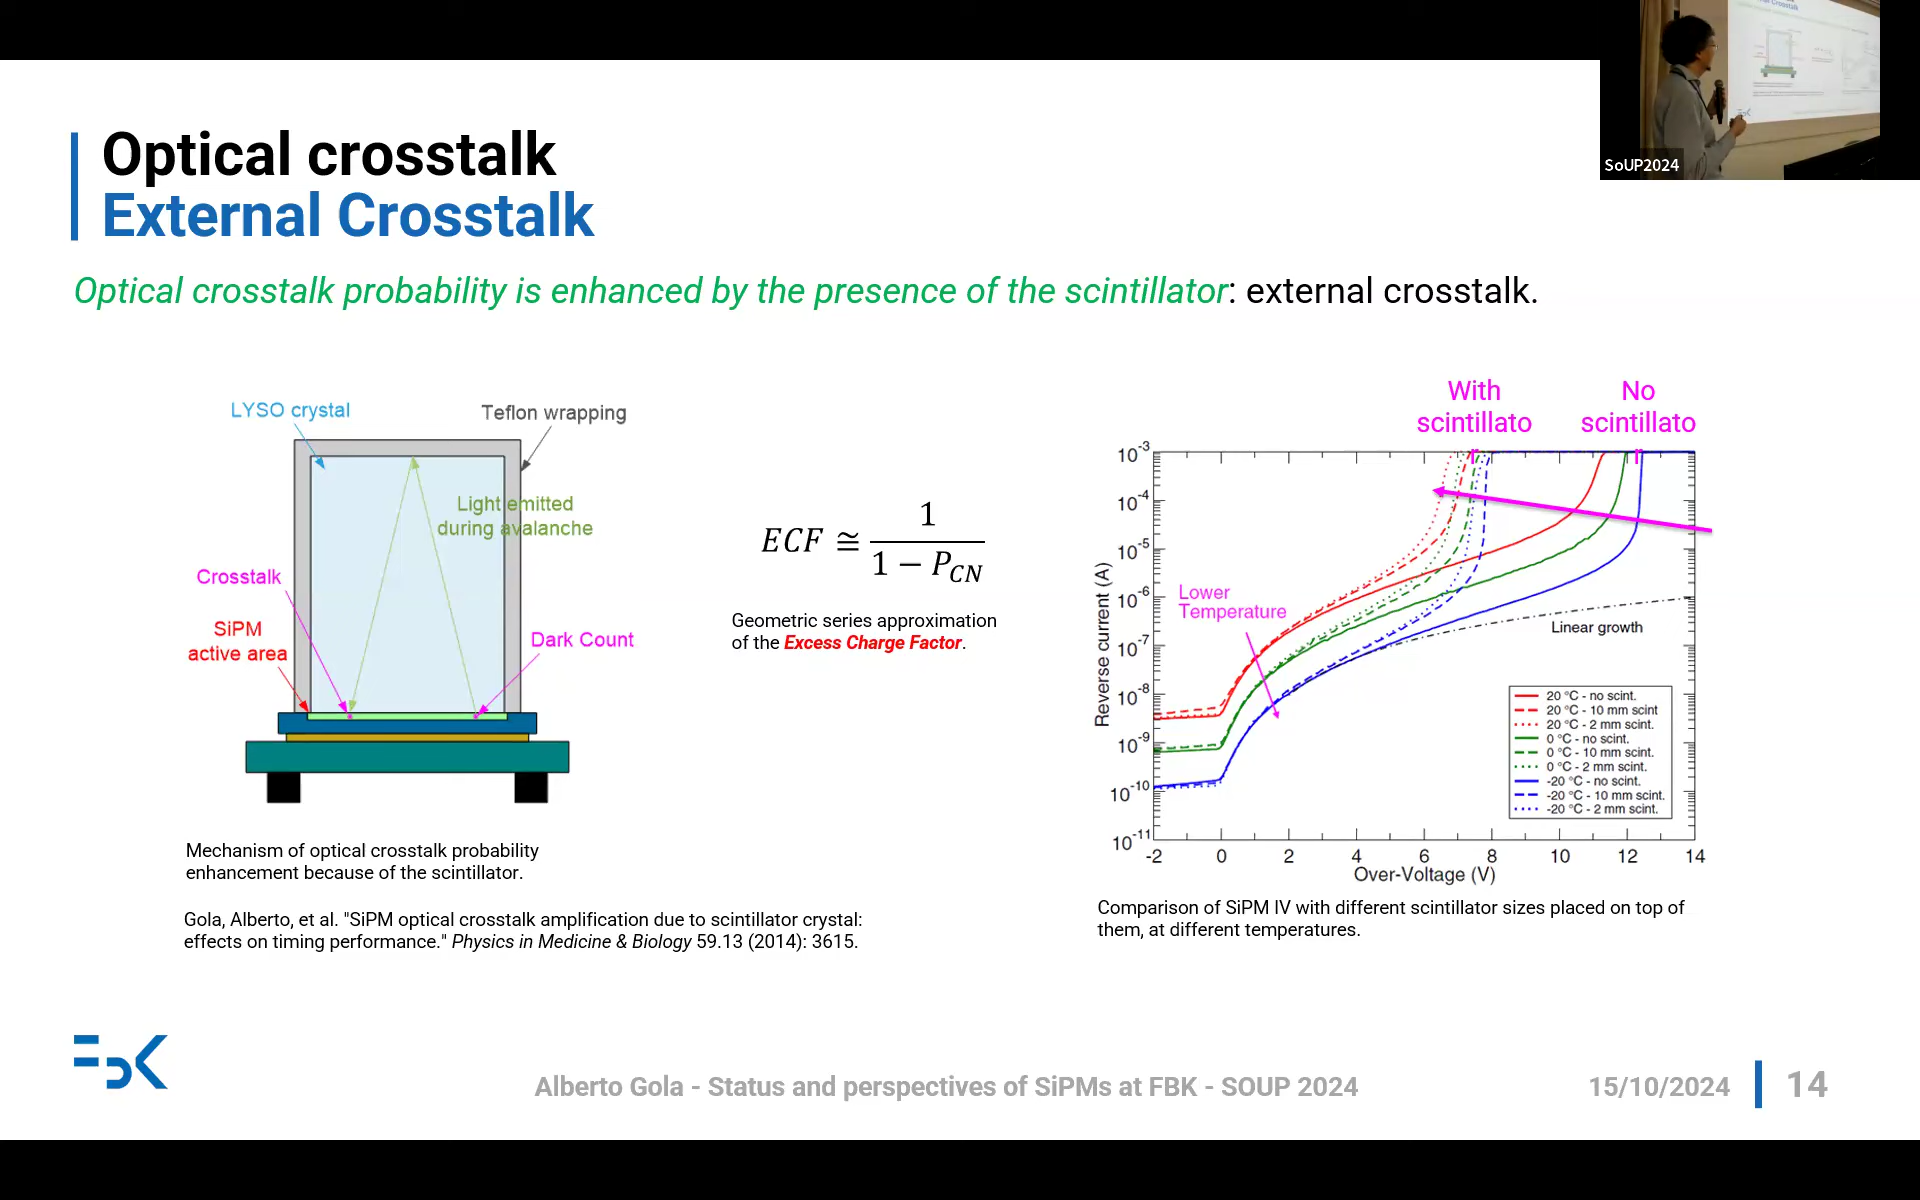 SoUP2024
Optical crosstalk
External Crosstalk
Optical crosstalk probability is enhanced by the presence of the scintillator: external crosstalk.
LYSO crystal
Teflon wrapping
Light emitted
during avalanche
Crosstalk
SiPM
active area
Dark Count
Mechanism of optical crosstalk probability
enhancement because of the scintillator.
Gola, Alberto, et al. "SiPM optical crosstalk amplification due to scintillator crystal:
effects on timing performance." Physics in Medicine & Biology 59.13 (2014): 3615.
ECF ≅ 1 / (1 − P_CN)
Geometric series approximation
of the Excess Charge Factor.
With
scintillato
No
scintillato
10^-3
10^-4
10^-5
10^-6
10^-7
10^-8
10^-9
10^-10
10^-11
Reverse current (A)
Lower
Temperature
Linear growth
20 °C - no scint.
20 °C - 10 mm scint
20 °C - 2 mm scint.
0 °C - no scint.
0 °C - 10 mm scint.
0 °C - 2 mm scint.
-20 °C - no scint.
-20 °C - 10 mm scint.
-20 °C - 2 mm scint.
-2 0 2 4 6 8 10 12 14
Over-Voltage (V)
Comparison of SiPM IV with different scintillator sizes placed on top of
them, at different temperatures.
FBK
Alberto Gola - Status and perspectives of SiPMs at FBK - SOUP 2024
15/10/2024
14